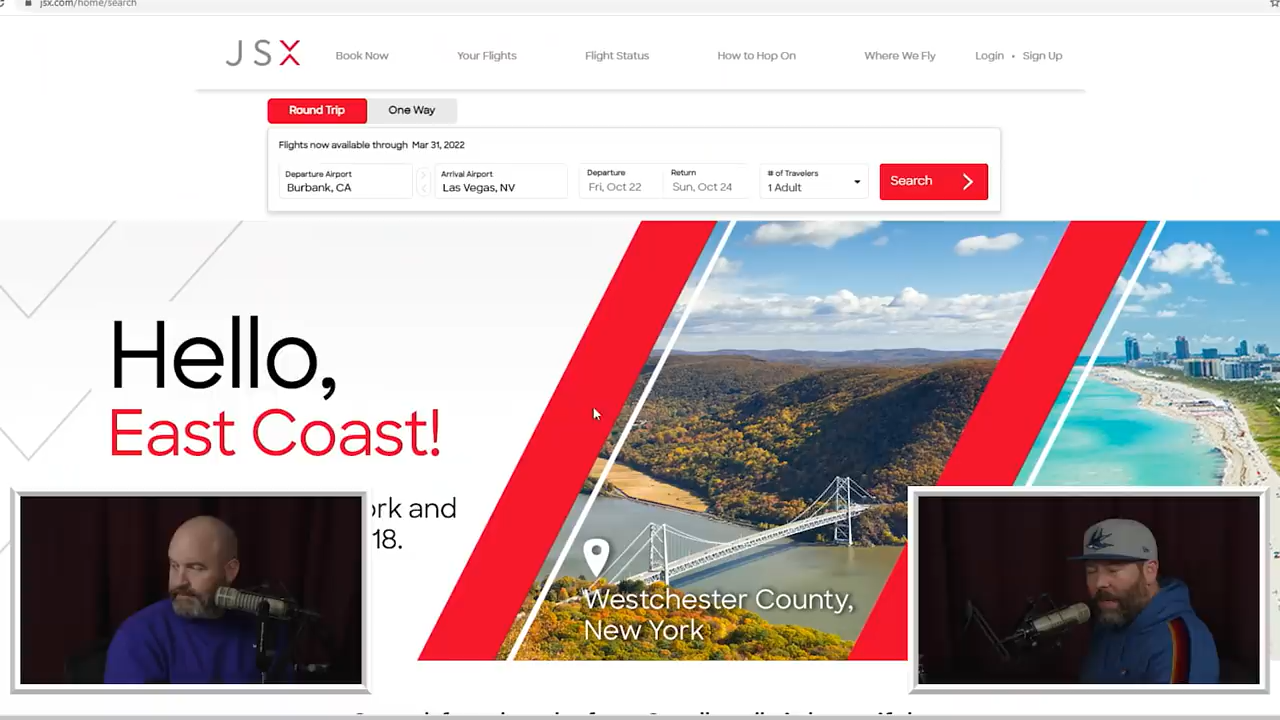 jsx.com/home/search
JSX
Book Now
Your Flights
Flight Status
How to Hop On
Where We Fly
Login • Sign Up
Round Trip
One Way
Flights now available through Mar 31, 2022
Departure Airport
Burbank, CA
Arrival Airport
Las Vegas, NV
Departure
Fri, Oct 22
Return
Sun, Oct 24
# of Travelers
1 Adult
Search
Hello,
East Coast!
rk and
18.
Westchester County,
New York